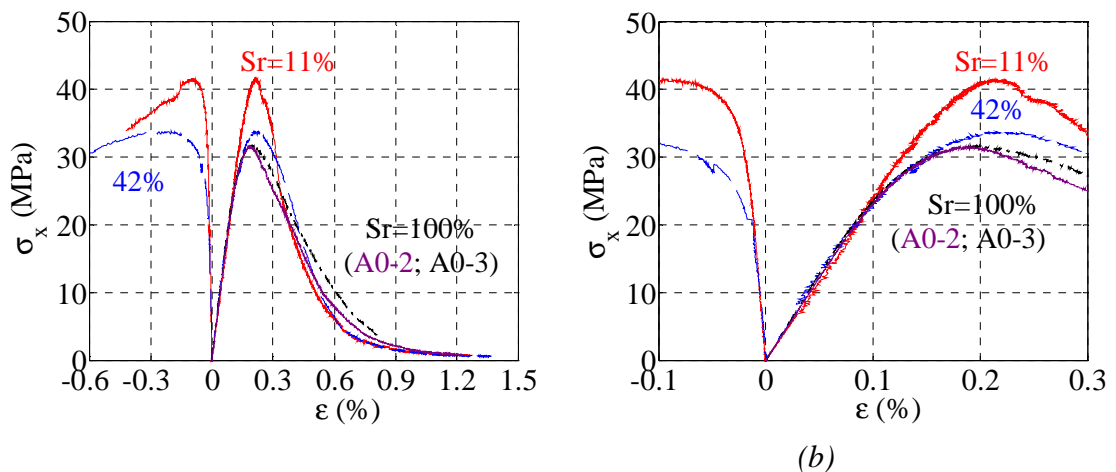 50
40
30
20
10
0
σx (MPa)
Sr=11%
42%
Sr=100%
(A0-2; A0-3)
-0.6 -0.3 0 0.3 0.6 0.9 1.2 1.5
ε (%)
50
40
30
20
10
0
σx (MPa)
Sr=11%
42%
Sr=100%
(A0-2; A0-3)
-0.1 0 0.1 0.2 0.3
ε (%)
(b)